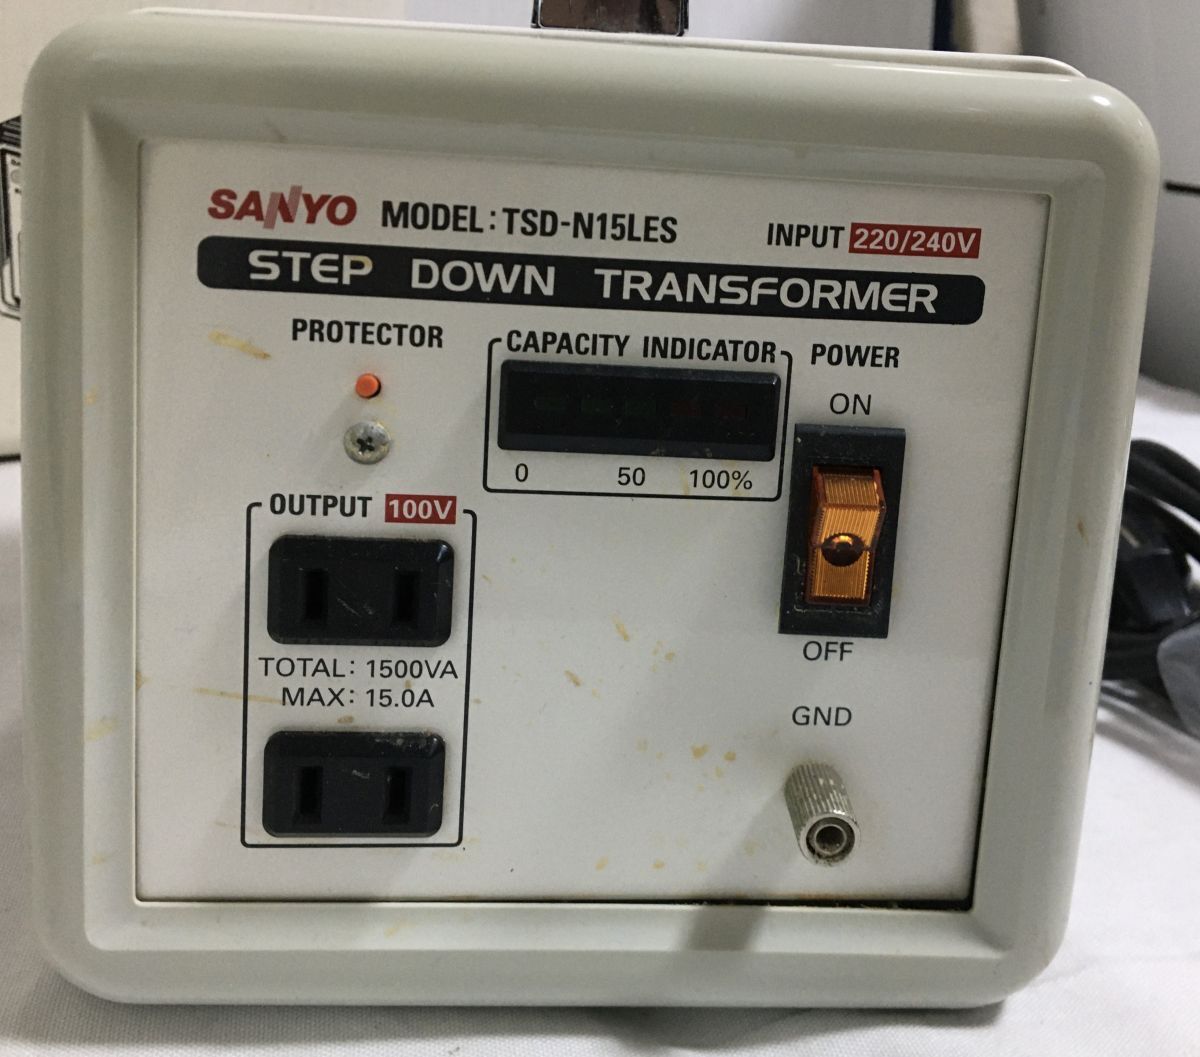 SANYO MODEL: TSD-N15LES INPUT 220/240V
STEP DOWN TRANSFORMER
PROTECTOR
CAPACITY INDICATOR
0 50 100%
POWER
ON
OFF
OUTPUT 100V
TOTAL: 1500VA
MAX: 15.0A
GND